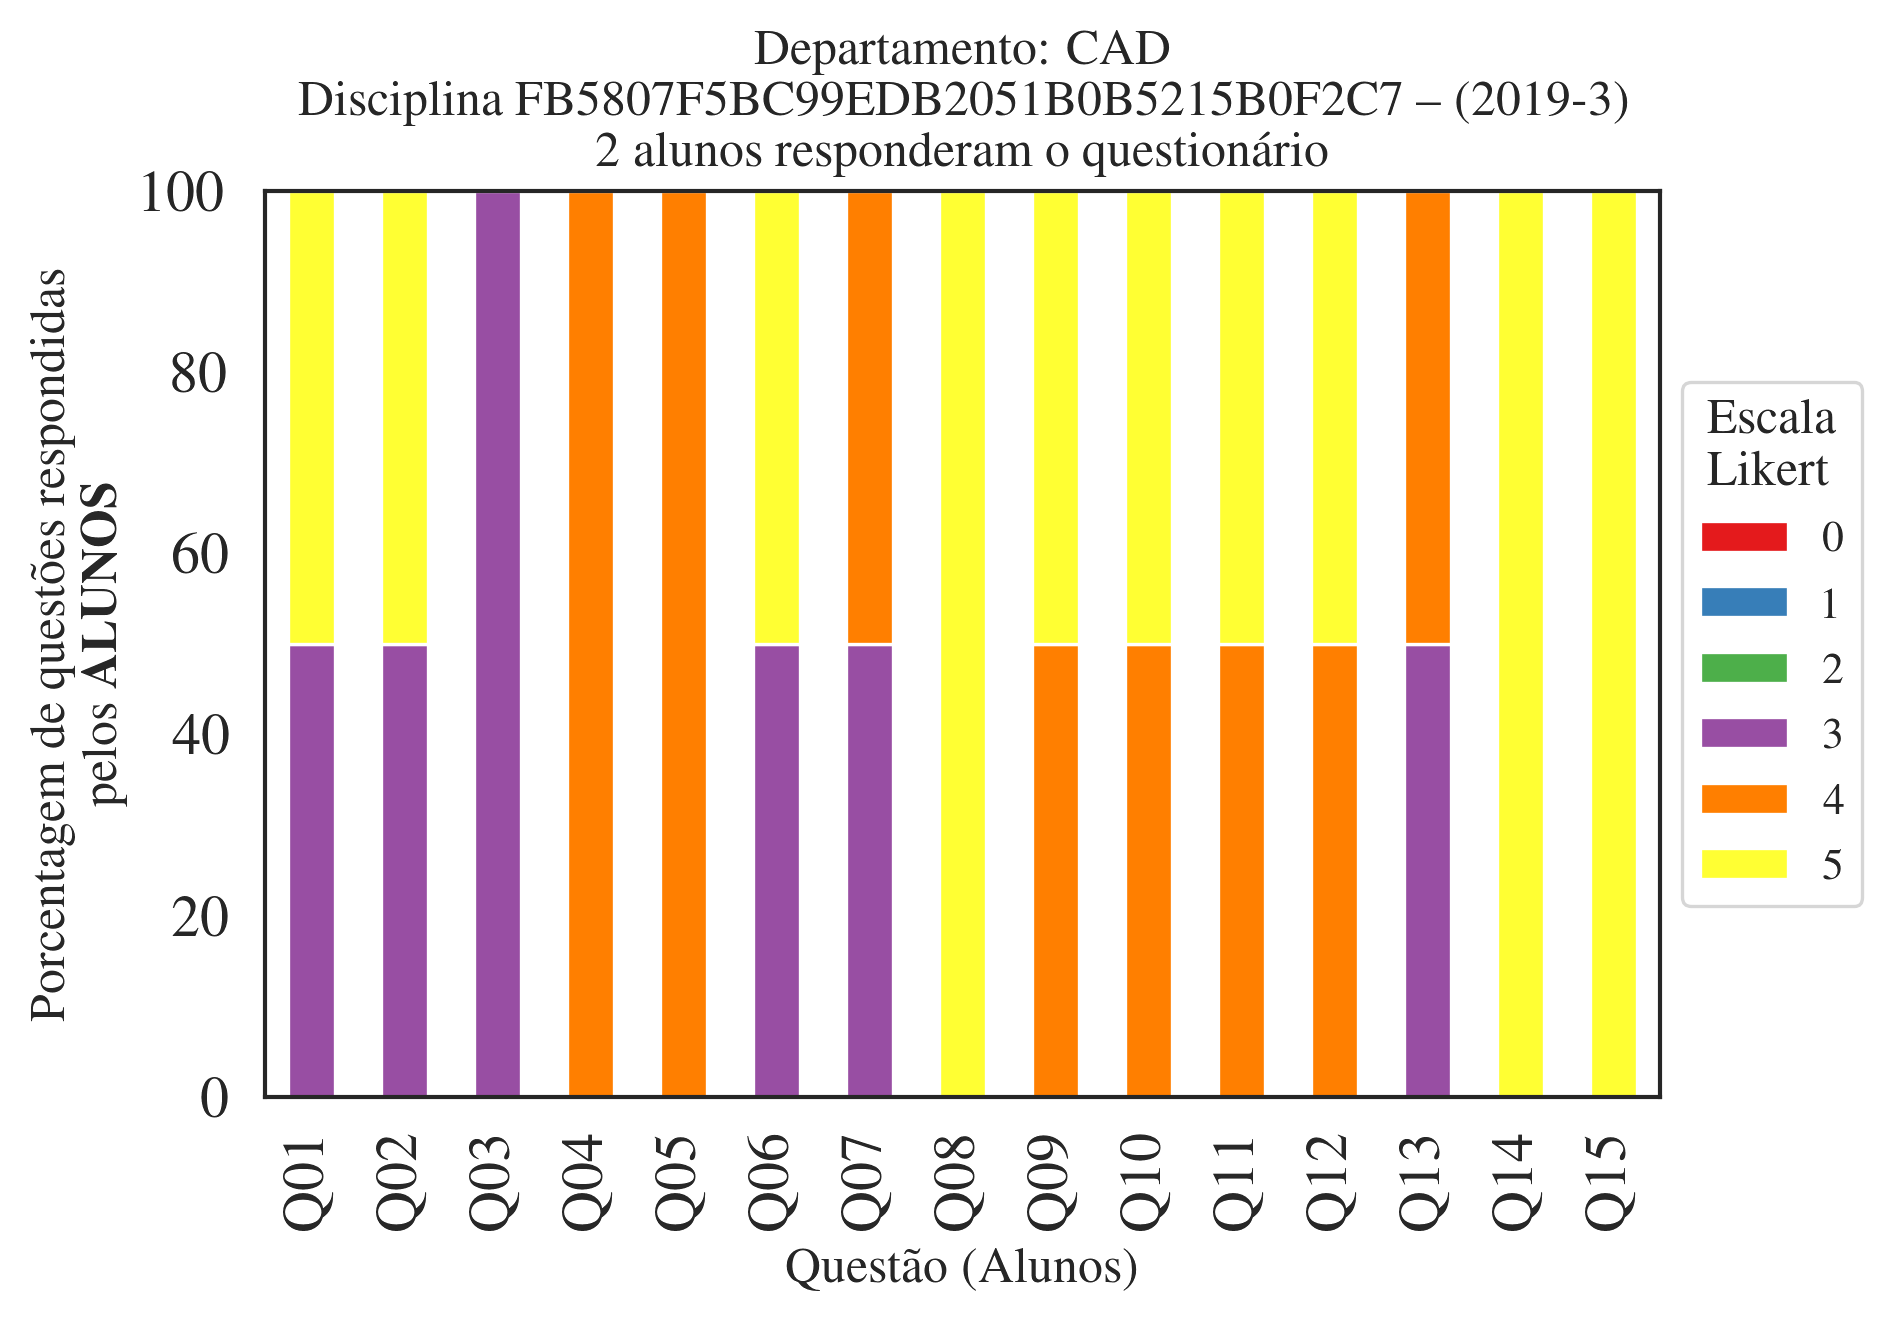 Departamento: CAD
Disciplina FB5807F5BC99EDB2051B0B5215B0F2C7 – (2019-3)
2 alunos responderam o questionário
Porcentagem de questões respondidas
pelos ALUNOS
100
80
60
40
20
0
Q01
Q02
Q03
Q04
Q05
Q06
Q07
Q08
Q09
Q10
Q11
Q12
Q13
Q14
Q15
Questão (Alunos)
Escala
Likert
0
1
2
3
4
5